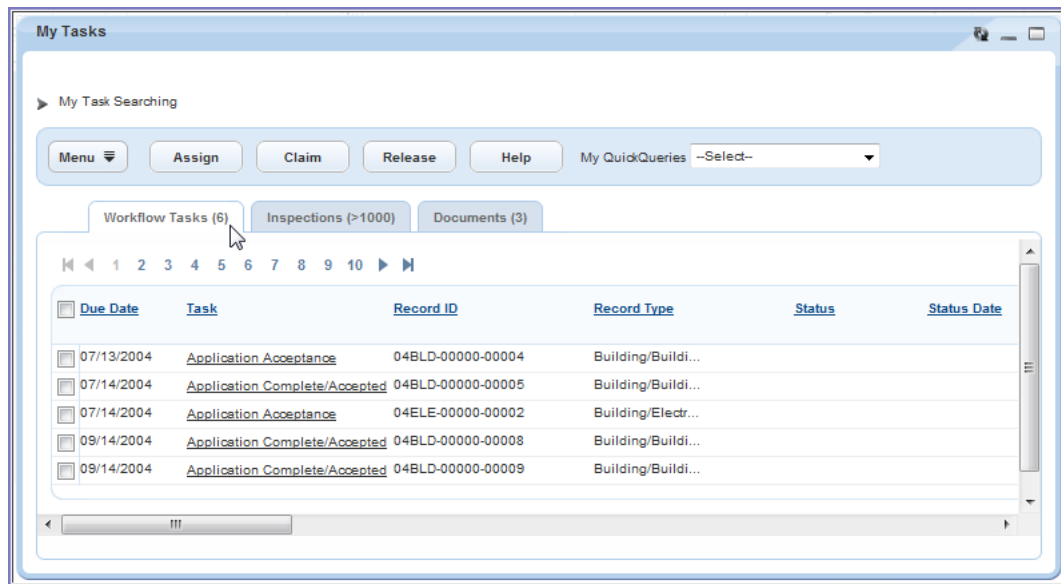 My Tasks
My Task Searching
Menu Assign Claim Release Help My QuickQueries --Select--
Workflow Tasks (6) Inspections (>1000) Documents (3)
1 2 3 4 5 6 7 8 9 10
Due Date Task Record ID Record Type Status Status Date
07/13/2004 Application Acceptance 04BLD-00000-00004 Building/Buildi...
07/14/2004 Application Complete/Accepted 04BLD-00000-00005 Building/Buildi...
07/14/2004 Application Acceptance 04ELE-00000-00002 Building/Electr...
09/14/2004 Application Complete/Accepted 04BLD-00000-00008 Building/Buildi...
09/14/2004 Application Complete/Accepted 04BLD-00000-00009 Building/Buildi...